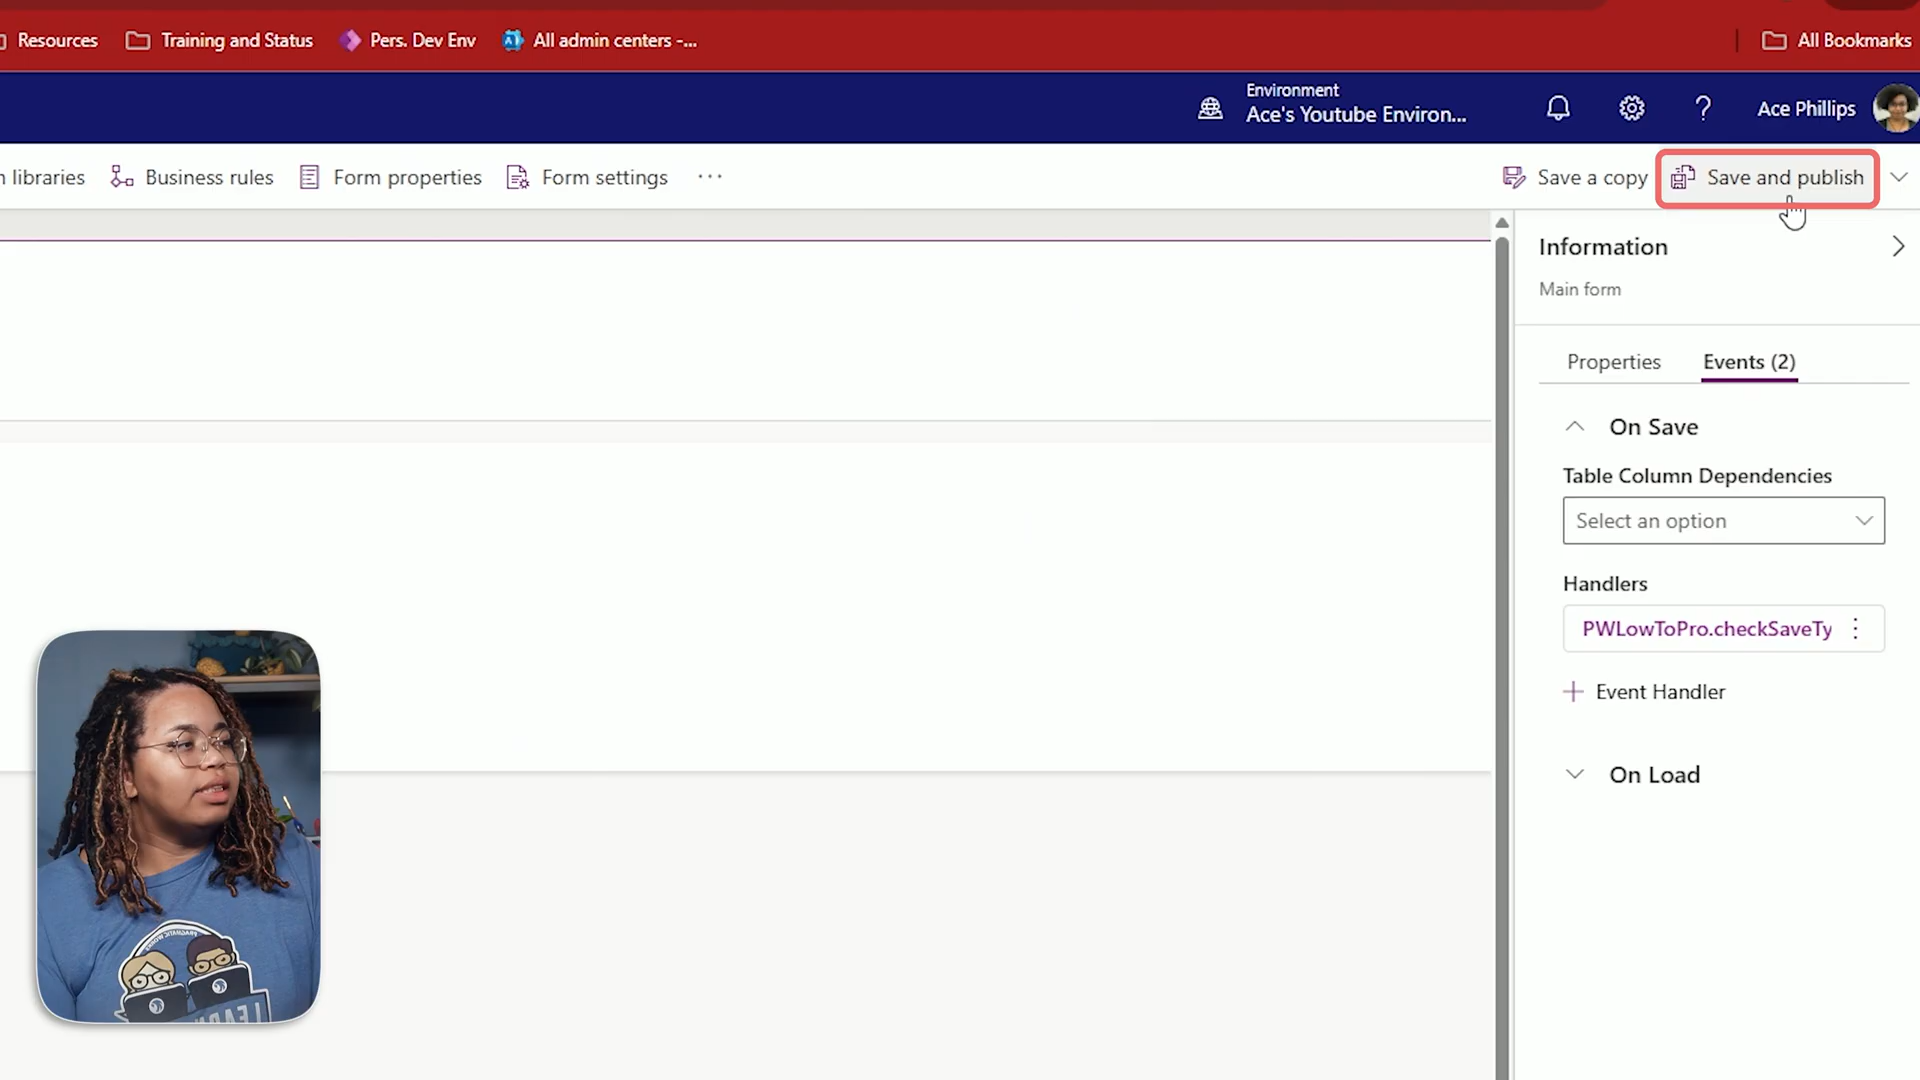 Resources
Training and Status
Pers. Dev Env
All admin centers -...
All Bookmarks
Environment
Ace's Youtube Environ...
Ace Phillips
libraries
Business rules
Form properties
Form settings
Save a copy
Save and publish
Information
Main form
Properties
Events (2)
On Save
Table Column Dependencies
Select an option
Handlers
PWLowToPro.checkSaveTy
Event Handler
On Load
PRAGMATIC WORKS